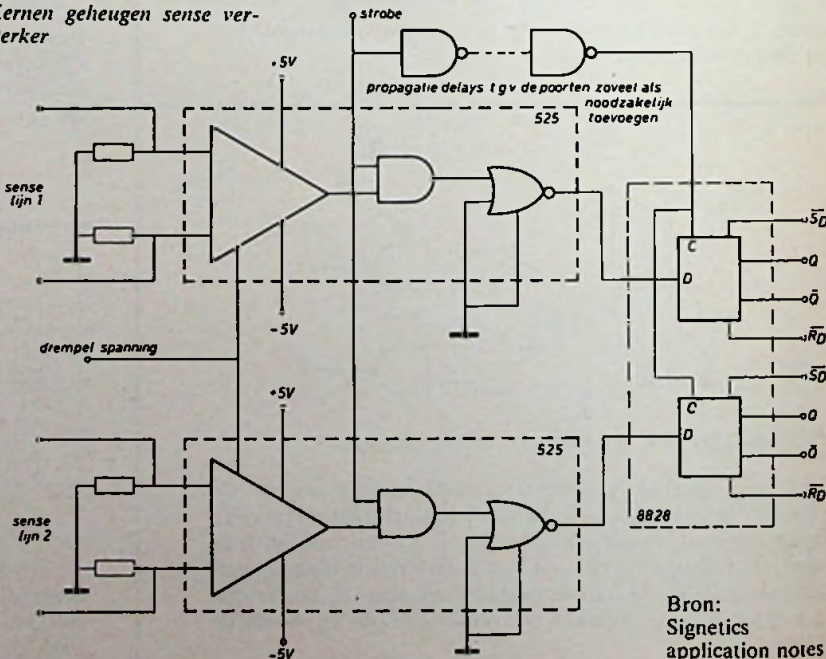 Kernen geheugen sense ver-
sterker
strobe
+5V
propagatie delays t g v de poorten zoveel als
noodzakelijk
toevoegen
525
sense
lijn 1
C
D
S̅D̅
Q
Q̅
R̅D̅
-5V
drempel spanning
+5V
525
S̅D̅
C
Q
D
Q̅
R̅D̅
sense
lijn 2
8828
-5V
Bron:
Signetics
application notes